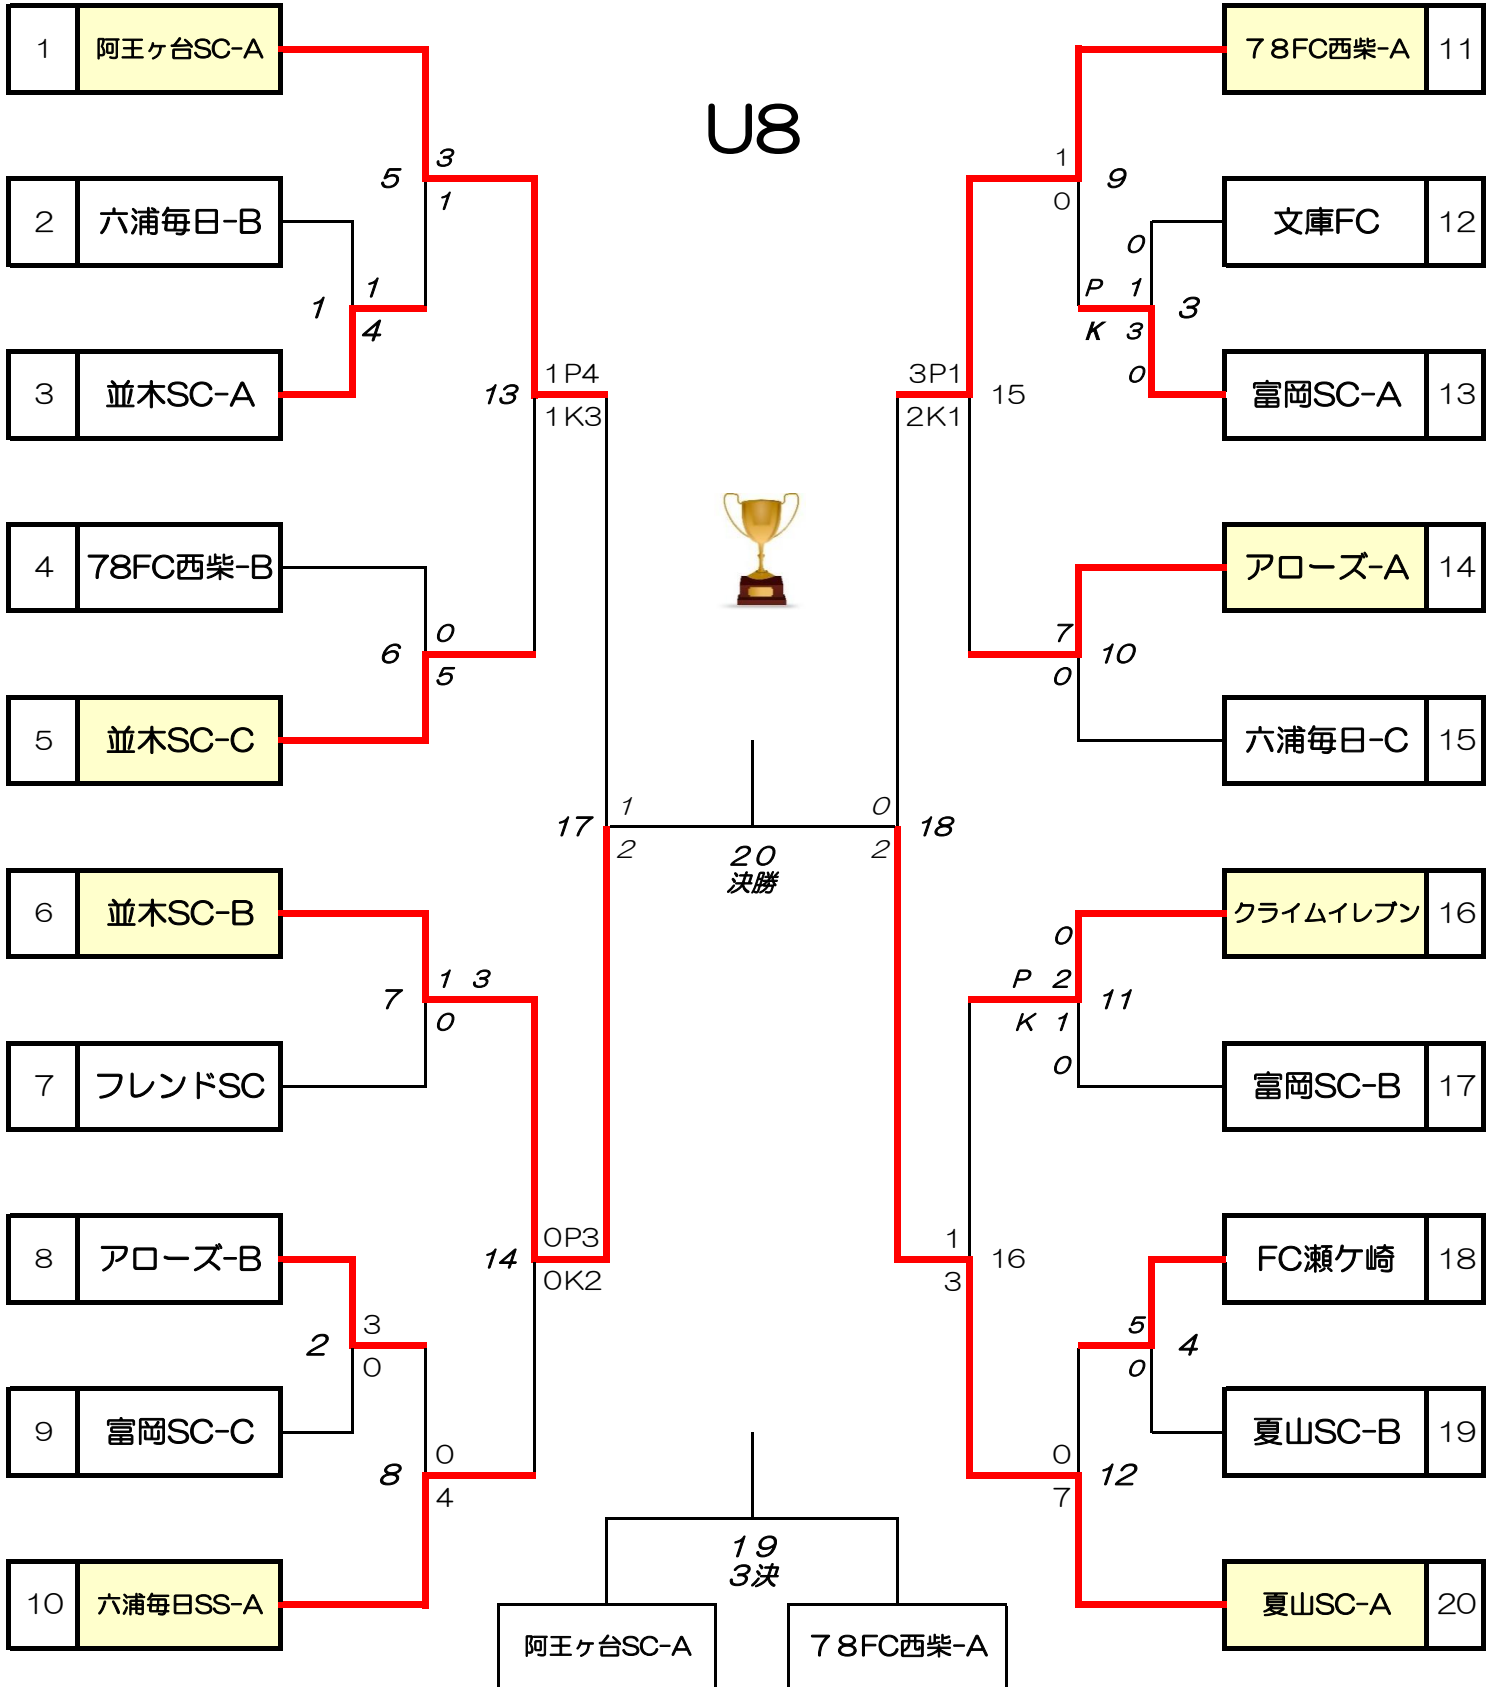 U8
1 阿王ヶ台SC-A
2 六浦毎日-B
3 並木SC-A
4 78FC西柴-B
5 並木SC-C
6 並木SC-B
7 フレンドSC
8 アローズ-B
9 富岡SC-C
10 六浦毎日SS-A
5
3
1
1
1
4
13
1P4
1K3
6
0
5
17
1
2
7
1 3
0
14
0P3
0K2
2
3
0
8
0
4
20
決勝
19
3決
阿王ヶ台SC-A
７８FC西柴-A
７８FC西柴-A 11
文庫FC 12
富岡SC-A 13
アローズ-A 14
六浦毎日-C 15
クライムイレブン 16
富岡SC-B 17
FC瀬ケ崎 18
夏山SC-B 19
夏山SC-A 20
1
0
9
0
P 1
K 3
0
3
3P1
2K1
15
7
0
10
0
2
18
0
P 2
K 1
0
11
1
3
16
5
0
4
0
7
12